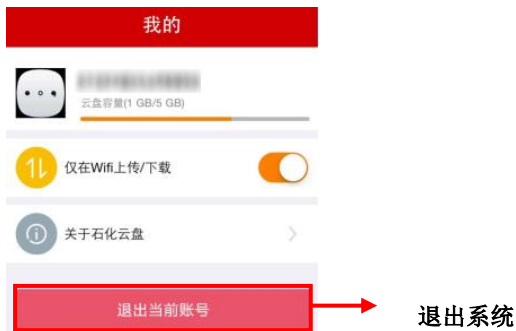 我的
云盘容量(1 GB/5 GB)
仅在Wifi上传/下载
关于石化云盘
退出当前账号
退出系统